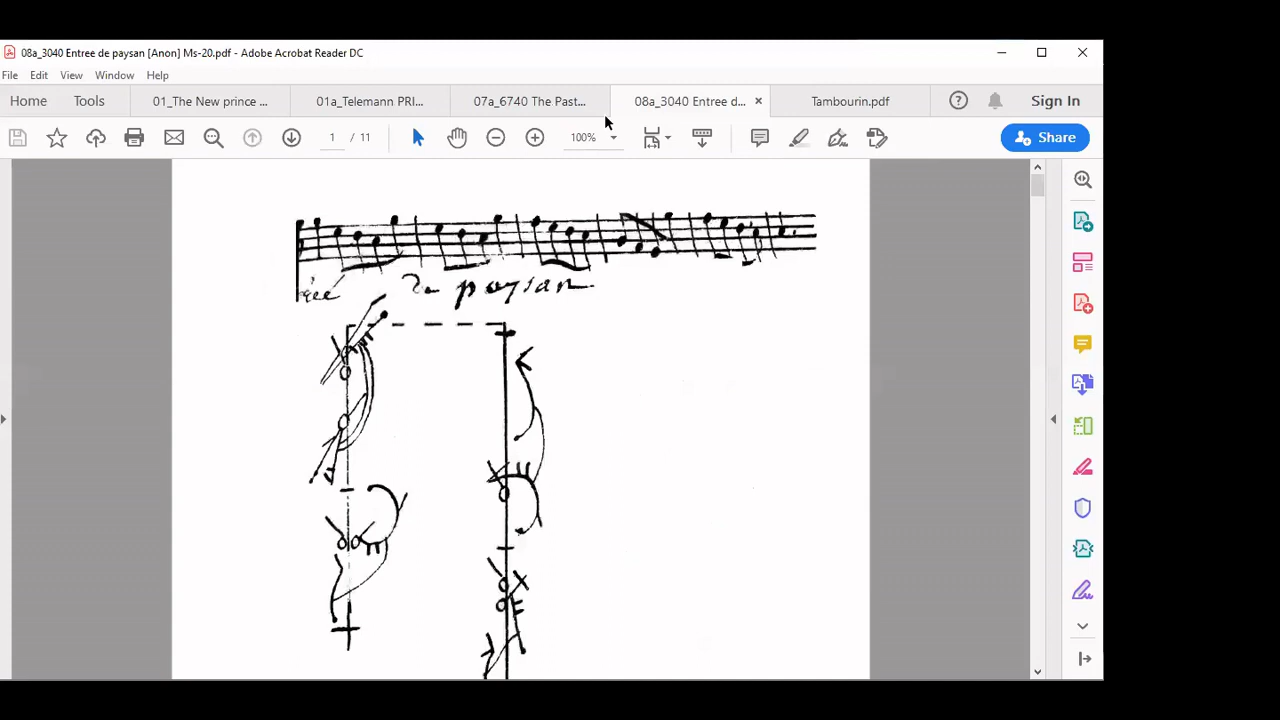 08a_3040 Entree de paysan [Anon] Ms-20.pdf - Adobe Acrobat Reader DC
File Edit View Window Help
Home Tools 01_The New prince ... 01a_Telemann PRI... 07a_6740 The Past... 08a_3040 Entree d... Tambourin.pdf Sign In
1 / 11 100% Share
de paysan